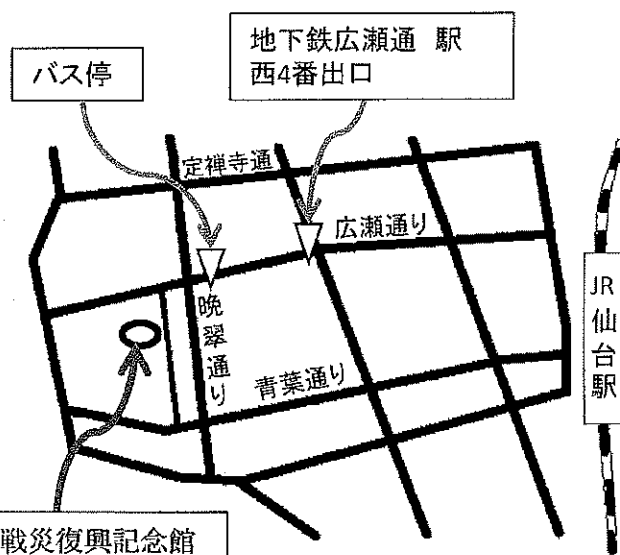 バス停
地下鉄広瀬通 駅
西4番出口
定禅寺通
広瀬通り
晩翠通り
青葉通り
JR仙台駅
戦災復興記念館